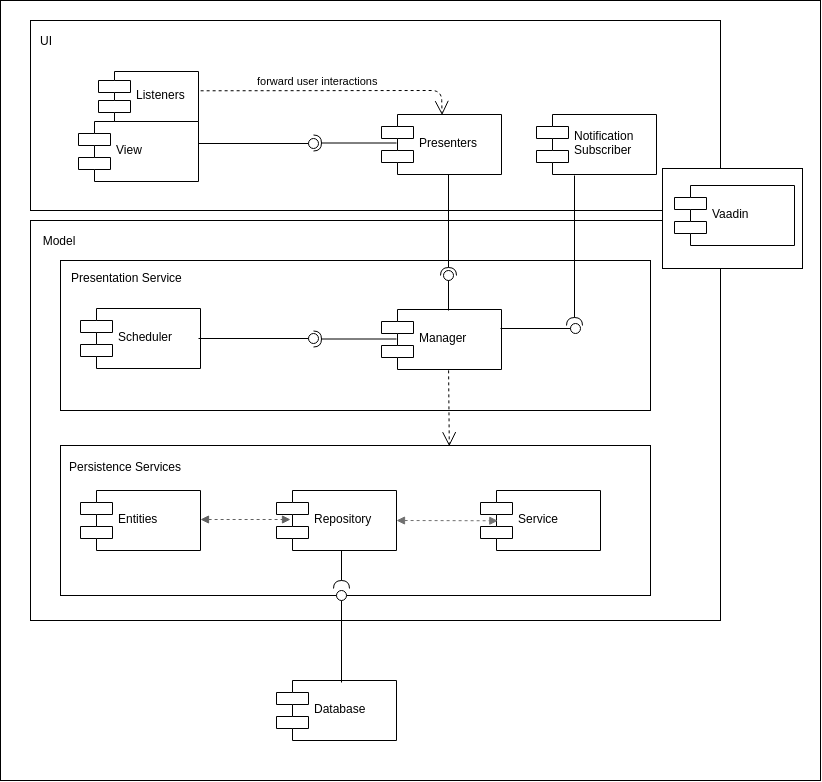 UI
forward user interactions
Listeners
View
Presenters
Notification
Subscriber
Vaadin
Model
Presentation Service
Scheduler
Manager
Persistence Services
Entities
Repository
Service
Database